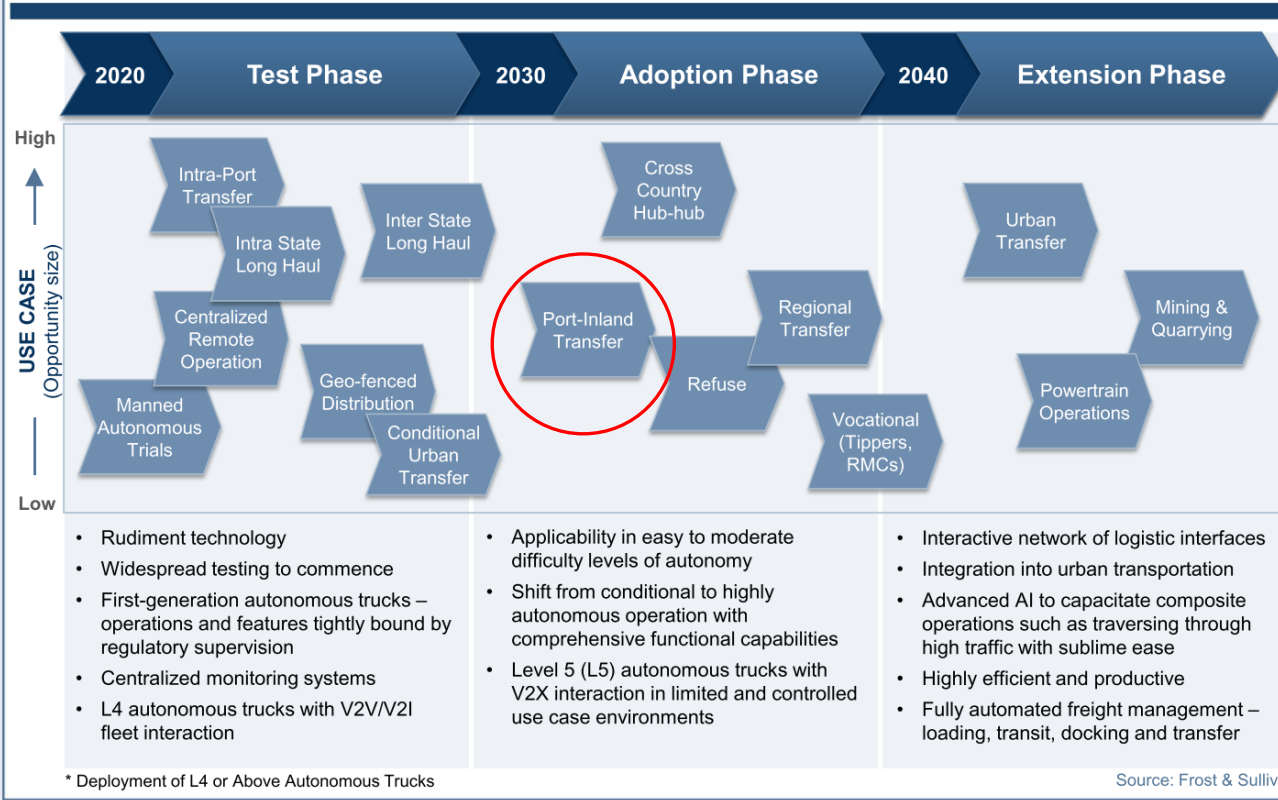 2020
Test Phase
2030
Adoption Phase
2040
Extension Phase
High
USE CASE
(Opportunity size)
Low
Intra-Port
Transfer
Intra State
Long Haul
Inter State
Long Haul
Centralized
Remote
Operation
Geo-fenced
Distribution
Manned
Autonomous
Trials
Conditional
Urban
Transfer
Cross
Country
Hub-hub
Port-Inland
Transfer
Regional
Transfer
Refuse
Vocational
(Tippers,
RMCs)
Urban
Transfer
Mining &
Quarrying
Powertrain
Operations
• Rudiment technology
• Widespread testing to commence
• First-generation autonomous trucks –
operations and features tightly bound by
regulatory supervision
• Centralized monitoring systems
• L4 autonomous trucks with V2V/V2I
fleet interaction
• Applicability in easy to moderate
difficulty levels of autonomy
• Shift from conditional to highly
autonomous operation with
comprehensive functional capabilities
• Level 5 (L5) autonomous trucks with
V2X interaction in limited and controlled
use case environments
• Interactive network of logistic interfaces
• Integration into urban transportation
• Advanced AI to capacitate composite
operations such as traversing through
high traffic with sublime ease
• Highly efficient and productive
• Fully automated freight management –
loading, transit, docking and transfer
* Deployment of L4 or Above Autonomous Trucks
Source: Frost & Sulliv